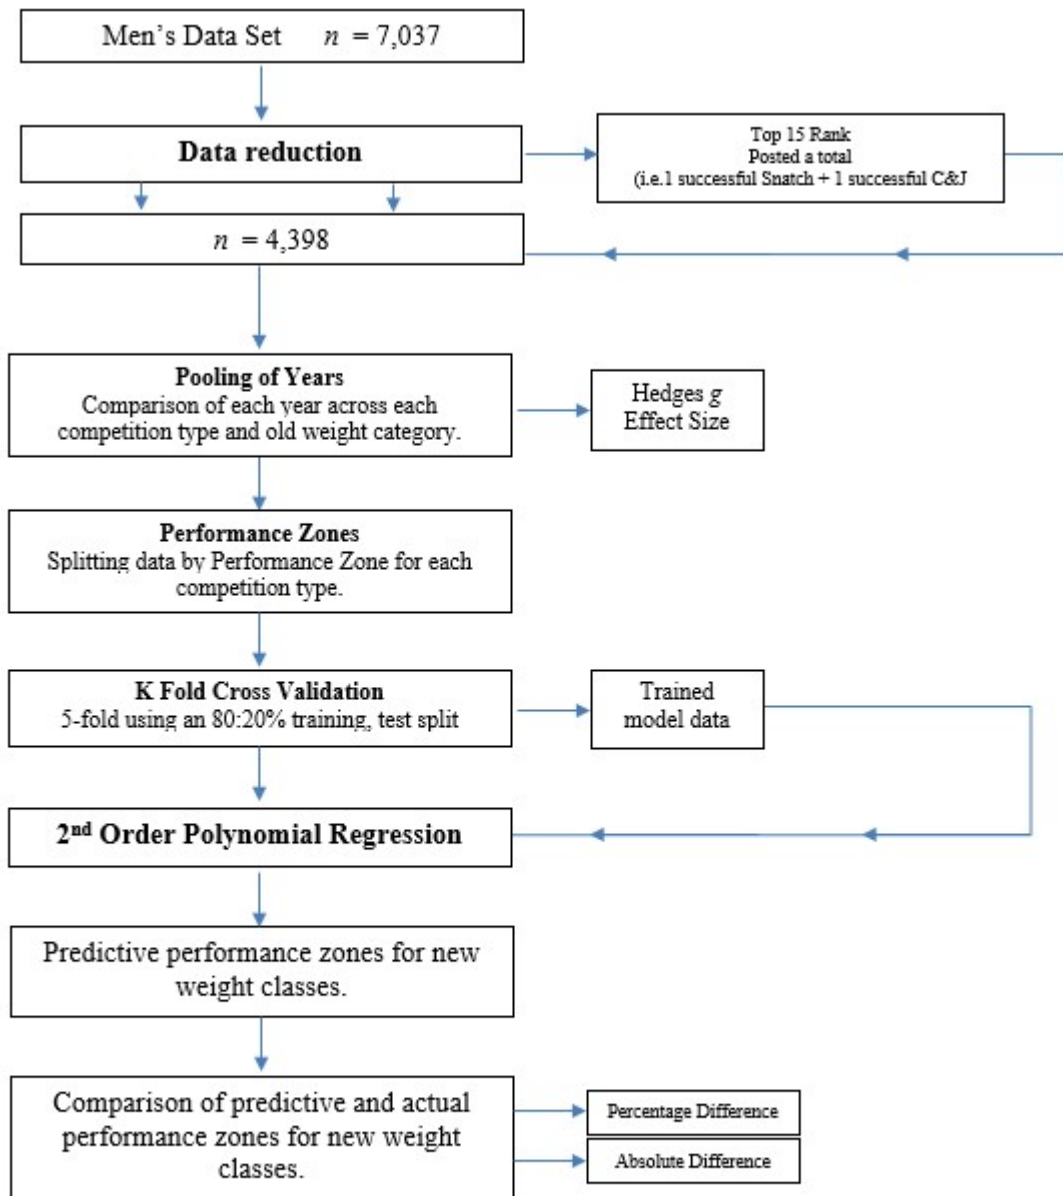 Men's Data Set n = 7,037
Data reduction
Top 15 Rank
Posted a total
(i.e.1 successful Snatch + 1 successful C&J
n = 4,398
Pooling of Years
Comparison of each year across each
competition type and old weight category.
Hedges g
Effect Size
Performance Zones
Splitting data by Performance Zone for each
competition type.
K Fold Cross Validation
5-fold using an 80:20% training, test split
Trained
model data
2nd Order Polynomial Regression
Predictive performance zones for new
weight classes.
Comparison of predictive and actual
performance zones for new weight
classes.
Percentage Difference
Absolute Difference